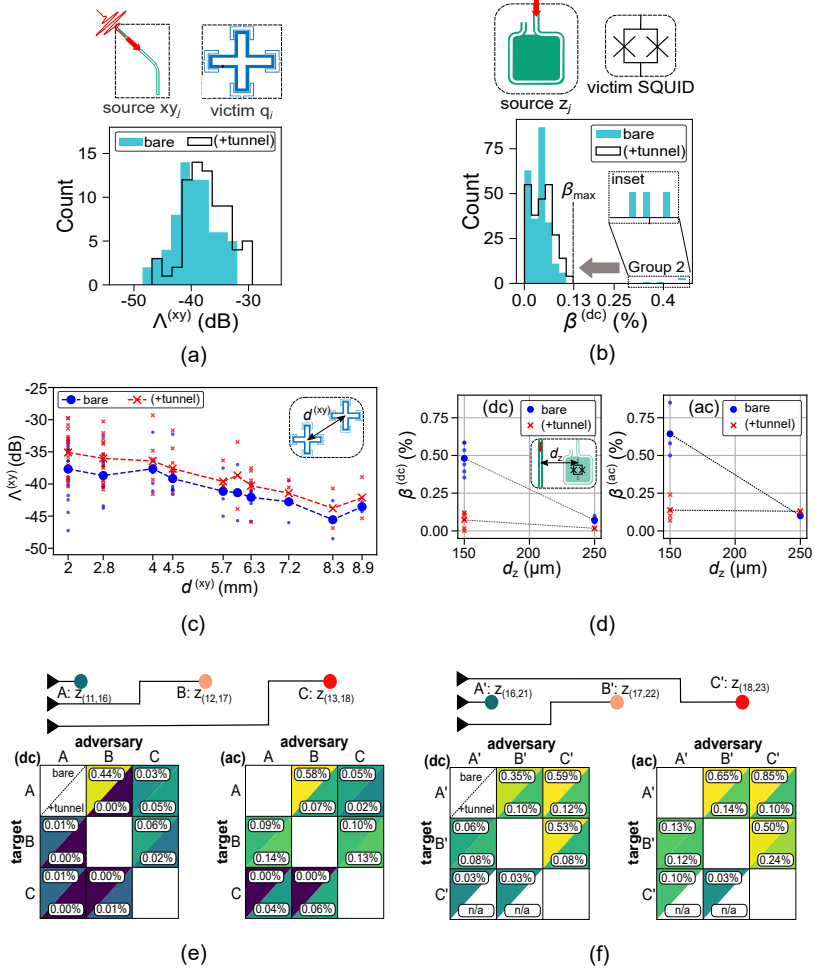 source xyⱼ
victim qᵢ
bare
(+tunnel)
15
10
5
0
Count
-50
-40
-30
Λ⁽ˣʸ⁾ (dB)
(a)
source zⱼ
victim SQUID
bare
(+tunnel)
75
50
25
0
Count
inset
βmax
Group 2
0.0
0.13
0.25
0.4
β⁽ᵈᶜ⁾ (%)
(b)
-25
-30
-35
-40
-45
-50
Λ⁽ˣʸ⁾ (dB)
bare
(+tunnel)
d⁽ˣʸ⁾
2
2.8
4
4.5
5.7
6.3
7.2
8.3
8.9
d⁽ˣʸ⁾(mm)
(c)
(dc)
bare
(+tunnel)
0.75
0.50
0.25
0.00
β⁽ᵈᶜ⁾ (%)
d_z
150
200
250
d_z (μm)
(ac)
bare
(+tunnel)
0.75
0.50
0.25
0.00
β⁽ᵃᶜ⁾ (%)
150
200
250
d_z (μm)
(d)
A: z₍₁₁,₁₆₎
B: z₍₁₂,₁₇₎
C: z₍₁₃,₁₈₎
adversary
(dc) A B C
target
A
bare
+tunnel
0.44%
0.03%
0.00%
0.05%
B
0.01%
0.06%
0.00%
0.02%
C
0.01%
0.00%
0.00%
0.01%
adversary
(ac) A B C
A
0.58%
0.05%
0.07%
0.02%
B
0.09%
0.10%
0.14%
0.13%
C
0.00%
0.00%
0.04%
0.06%
(e)
A': z₍₁₆,₂₁₎
B': z₍₁₇,₂₂₎
C': z₍₁₈,₂₃₎
adversary
(dc) A' B' C'
target
A'
bare
+tunnel
0.35%
0.59%
0.10%
0.12%
B'
0.06%
0.53%
0.08%
0.08%
C'
0.03%
0.03%
n/a
n/a
adversary
(ac) A' B' C'
A'
0.65%
0.85%
0.14%
0.10%
B'
0.13%
0.50%
0.12%
0.24%
C'
0.10%
0.03%
n/a
n/a
(f)